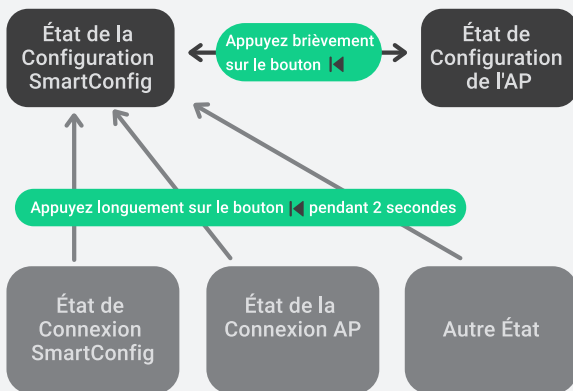 État de la
Configuration
SmartConfig
Appuyez brièvement
sur le bouton
État de
Configuration
de l'AP
Appuyez longuement sur le bouton pendant 2 secondes
État de
Connexion
SmartConfig
État de la
Connexion AP
Autre État